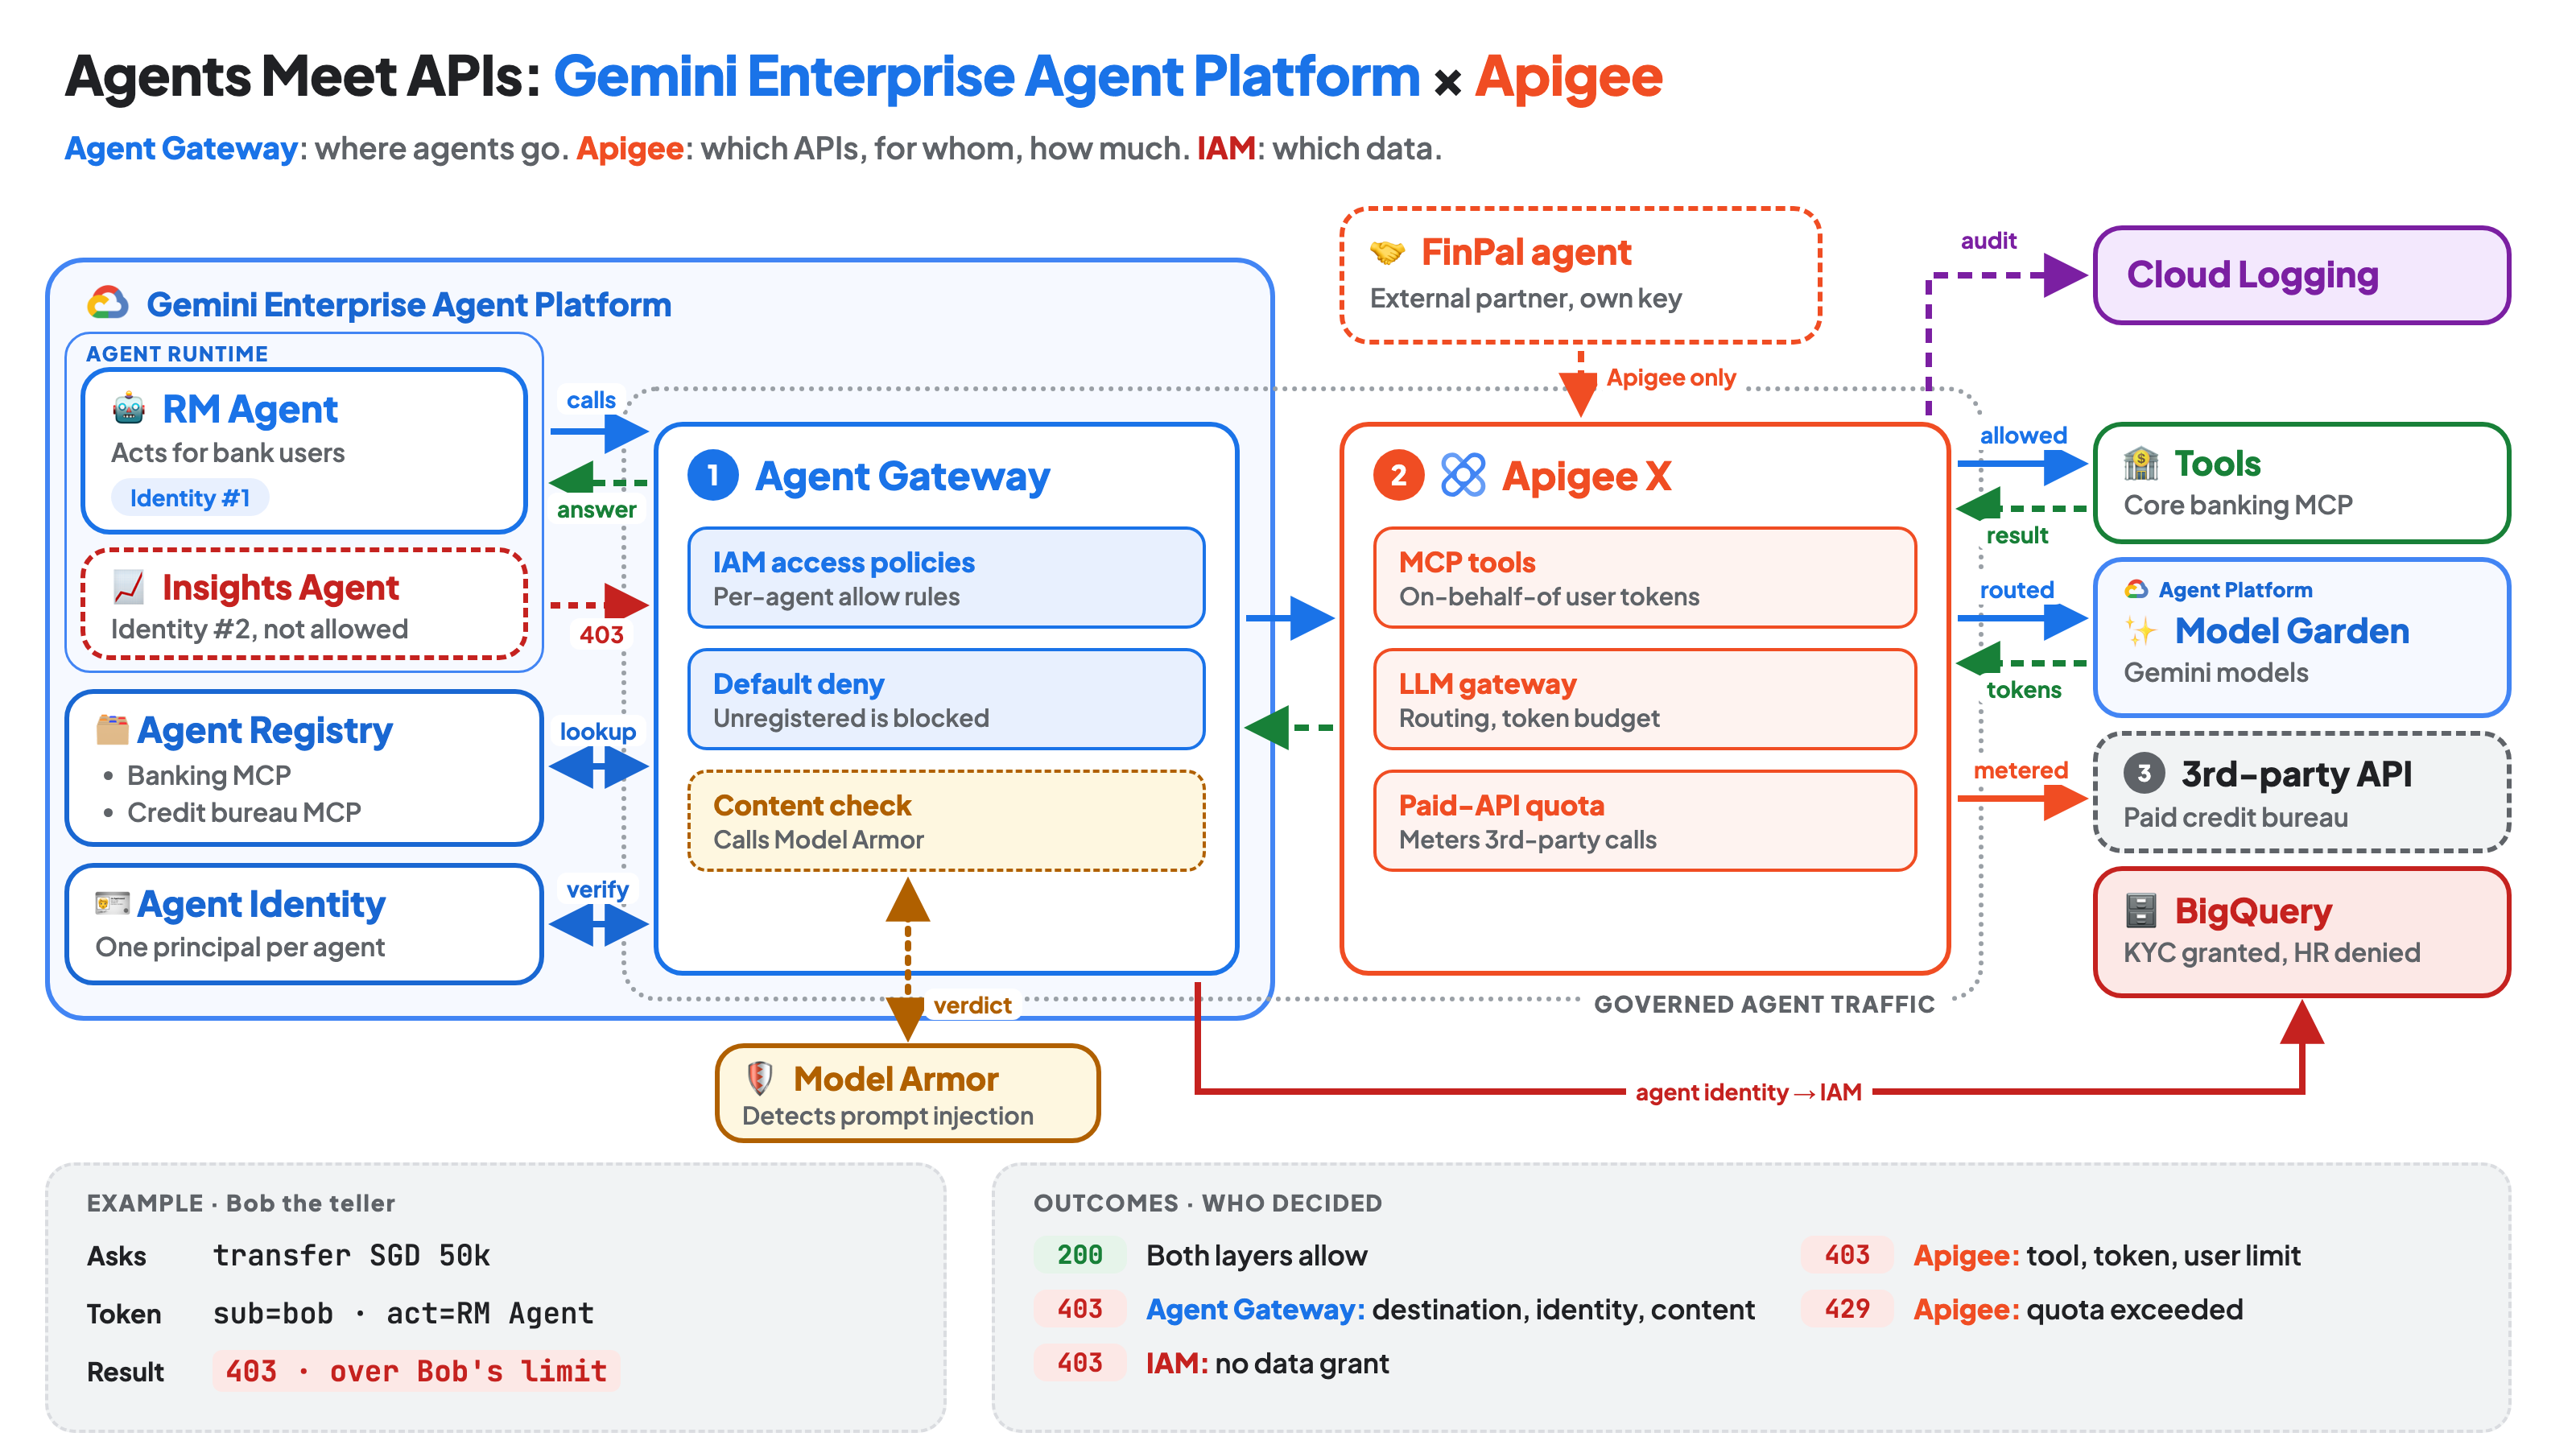 Agents Meet APIs: Gemini Enterprise Agent Platform × Apigee
Agent Gateway: where agents go. Apigee: which APIs, for whom, how much. IAM: which data.
Gemini Enterprise Agent Platform
AGENT RUNTIME
RM Agent
Acts for bank users
Identity #1
Insights Agent
Identity #2, not allowed
Agent Registry
• Banking MCP
• Credit bureau MCP
Agent Identity
One principal per agent
calls
answer
403
lookup
verify
1 Agent Gateway
IAM access policies
Per-agent allow rules
Default deny
Unregistered is blocked
Content check
Calls Model Armor
verdict
Model Armor
Detects prompt injection
FinPal agent
External partner, own key
Apigee only
2 Apigee X
MCP tools
On-behalf-of user tokens
LLM gateway
Routing, token budget
Paid-API quota
Meters 3rd-party calls
GOVERNED AGENT TRAFFIC
agent identity → IAM
audit
allowed
result
routed
tokens
metered
Cloud Logging
Tools
Core banking MCP
Agent Platform
Model Garden
Gemini models
3 3rd-party API
Paid credit bureau
BigQuery
KYC granted, HR denied
EXAMPLE · Bob the teller
Asks transfer SGD 50k
Token sub=bob · act=RM Agent
Result 403 · over Bob's limit
OUTCOMES · WHO DECIDED
200 Both layers allow
403 Agent Gateway: destination, identity, content
403 IAM: no data grant
403 Apigee: tool, token, user limit
429 Apigee: quota exceeded